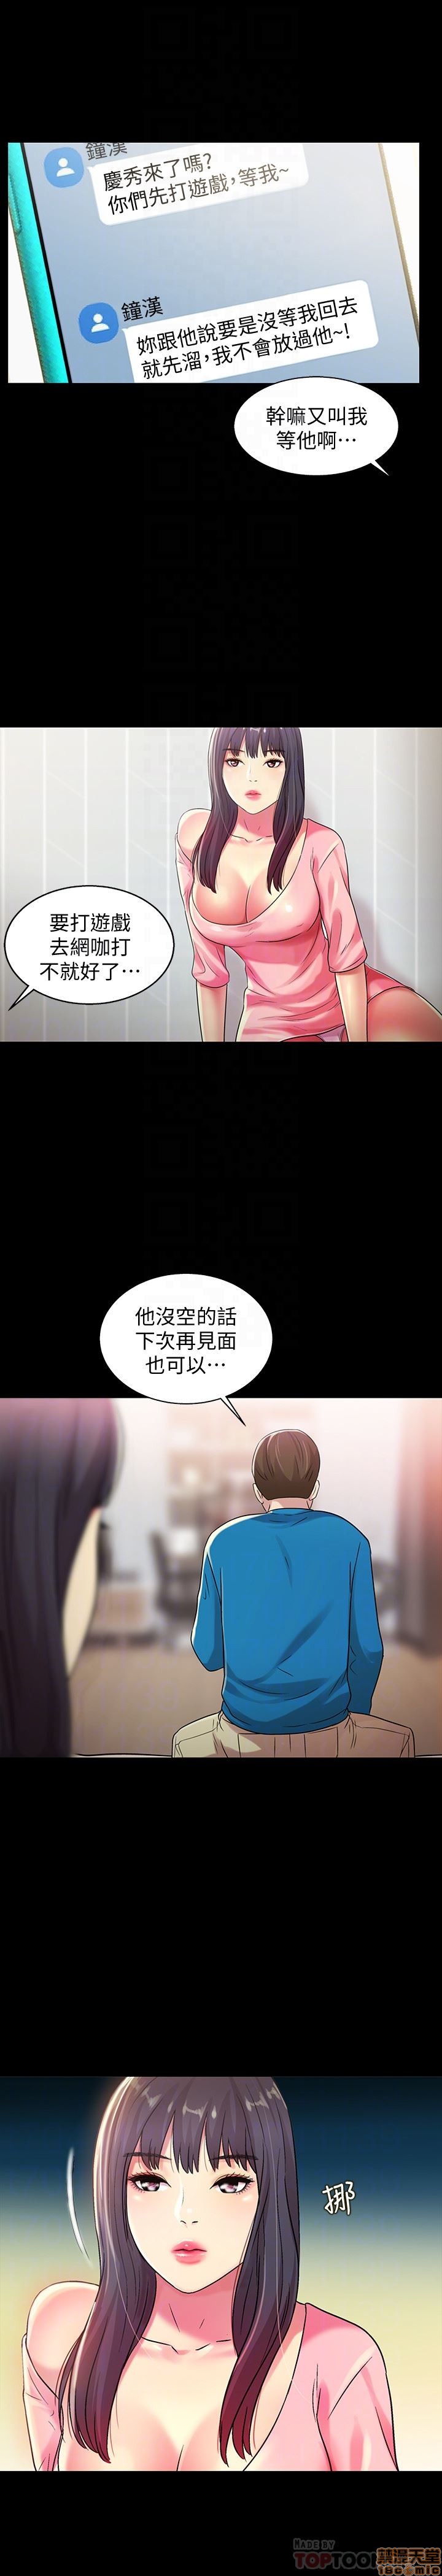 鐘漢
慶秀來了嗎?
你們先打遊戲，等我~
鐘漢
妳跟他說要是沒等我回去
就先溜，我不會放過他~!
幹嘛又叫我
等他啊…
要打遊戲
去網咖打
不就好了…
他沒空的話
下次再見面
也可以…
挪
MADE BY
TOPTOON